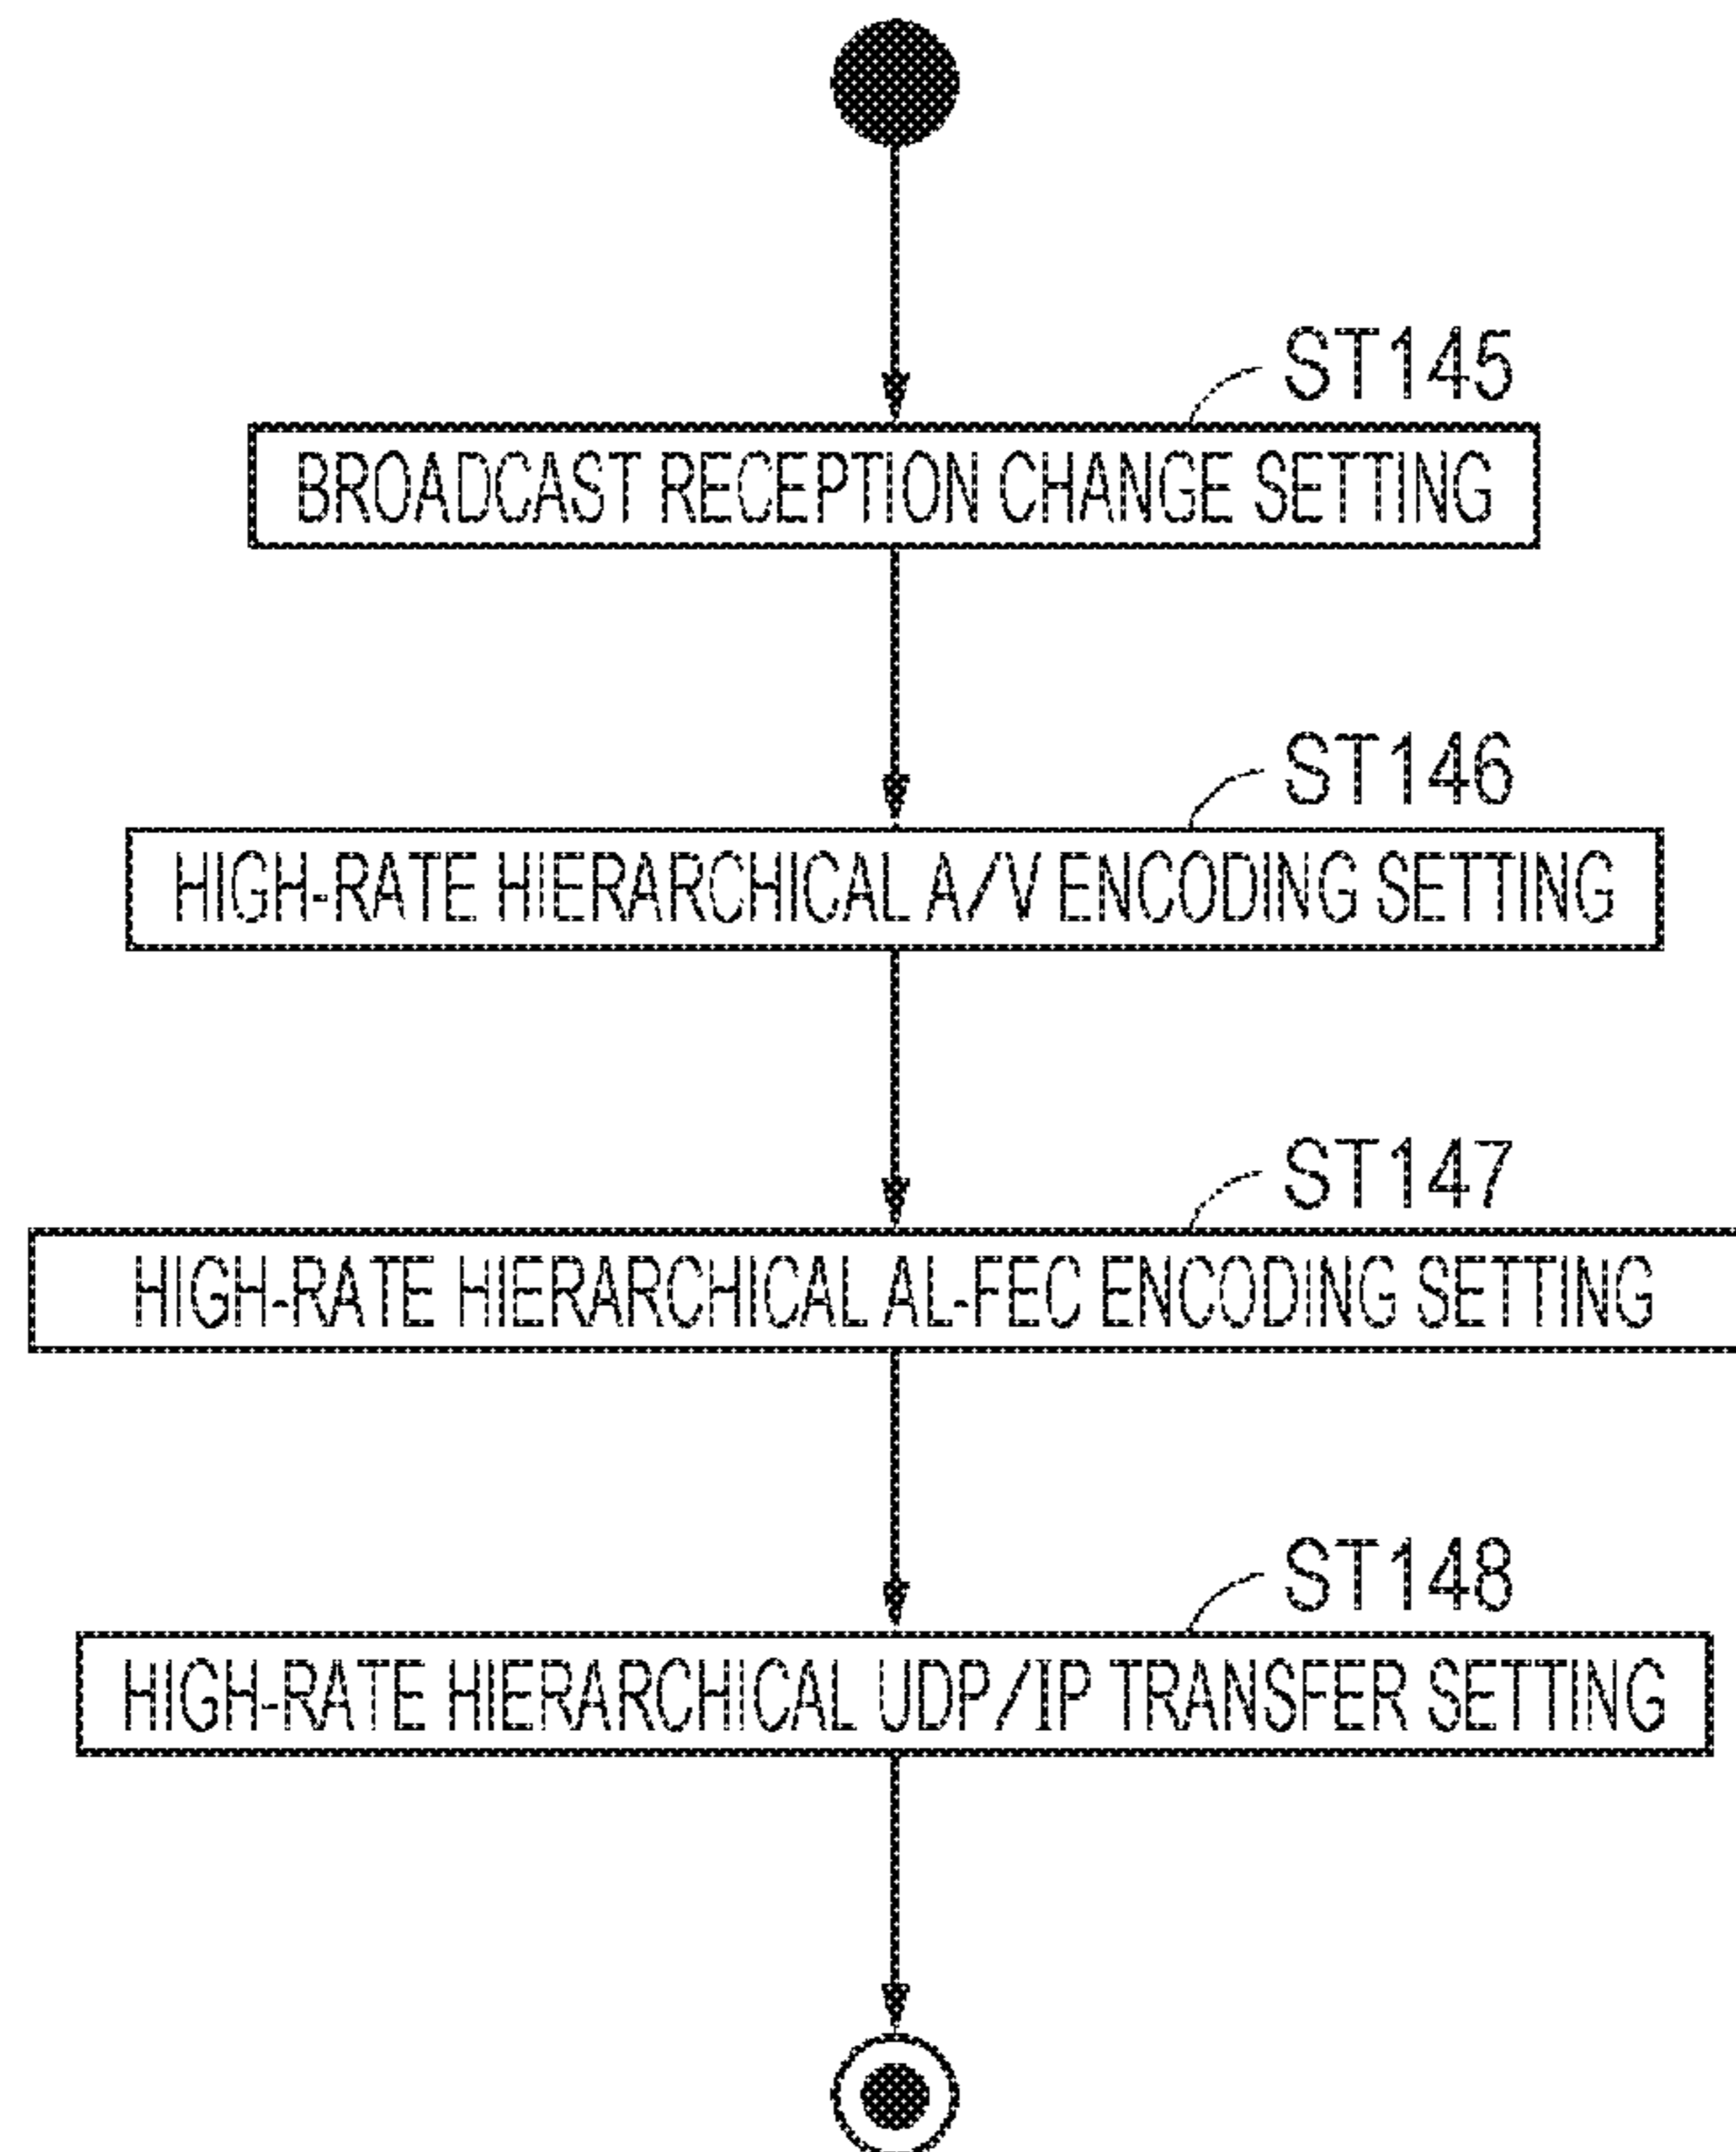 ST145
BROADCAST RECEPTION CHANGE SETTING
ST146
HIGH-RATE HIERARCHICAL A/V ENCODING SETTING
ST147
HIGH-RATE HIERARCHICAL AL-FEC ENCODING SETTING
ST148
HIGH-RATE HIERARCHICAL UDP/IP TRANSFER SETTING